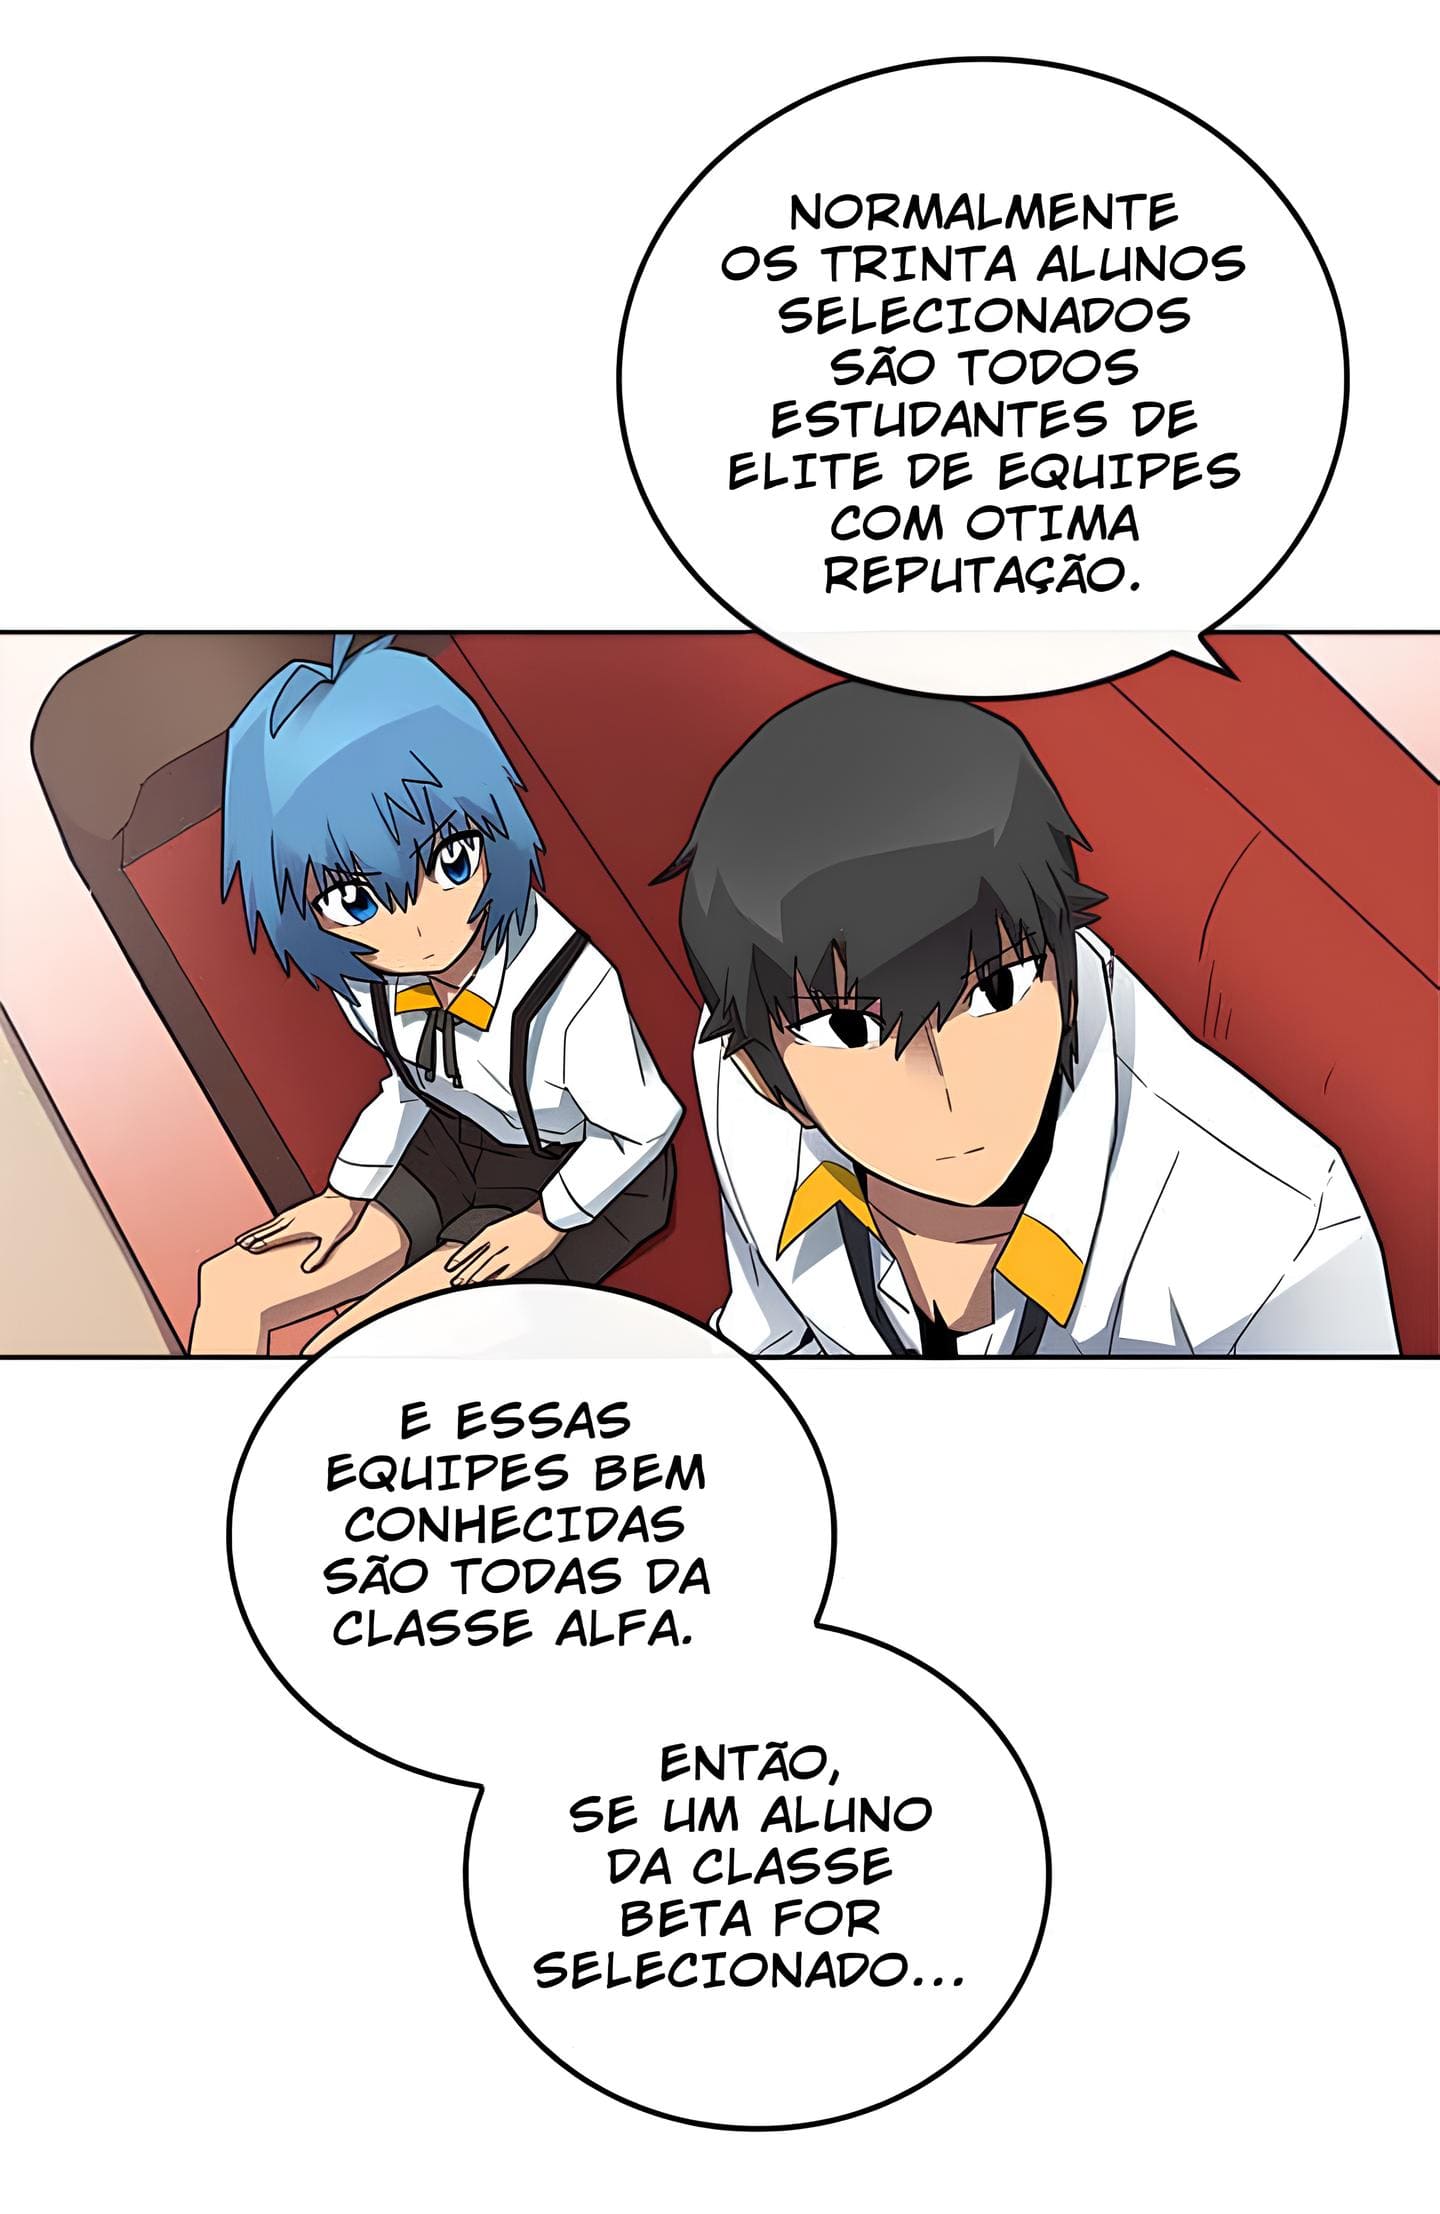 NORMALMENTE
OS TRINTA ALUNOS
SELECIONADOS
SÃO TODOS
ESTUDANTES DE
ELITE DE EQUIPES
COM OTIMA
REPUTAÇÃO.
E ESSAS
EQUIPES BEM
CONHECIDAS
SÃO TODAS DA
CLASSE ALFA.
ENTÃO,
SE UM ALUNO
DA CLASSE
BETA FOR
SELECIONADO...